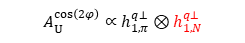 A_U^{cos(2φ)} ∝ h_{1,π}^{q⊥} ⊗ h_{1,N}^{q⊥}